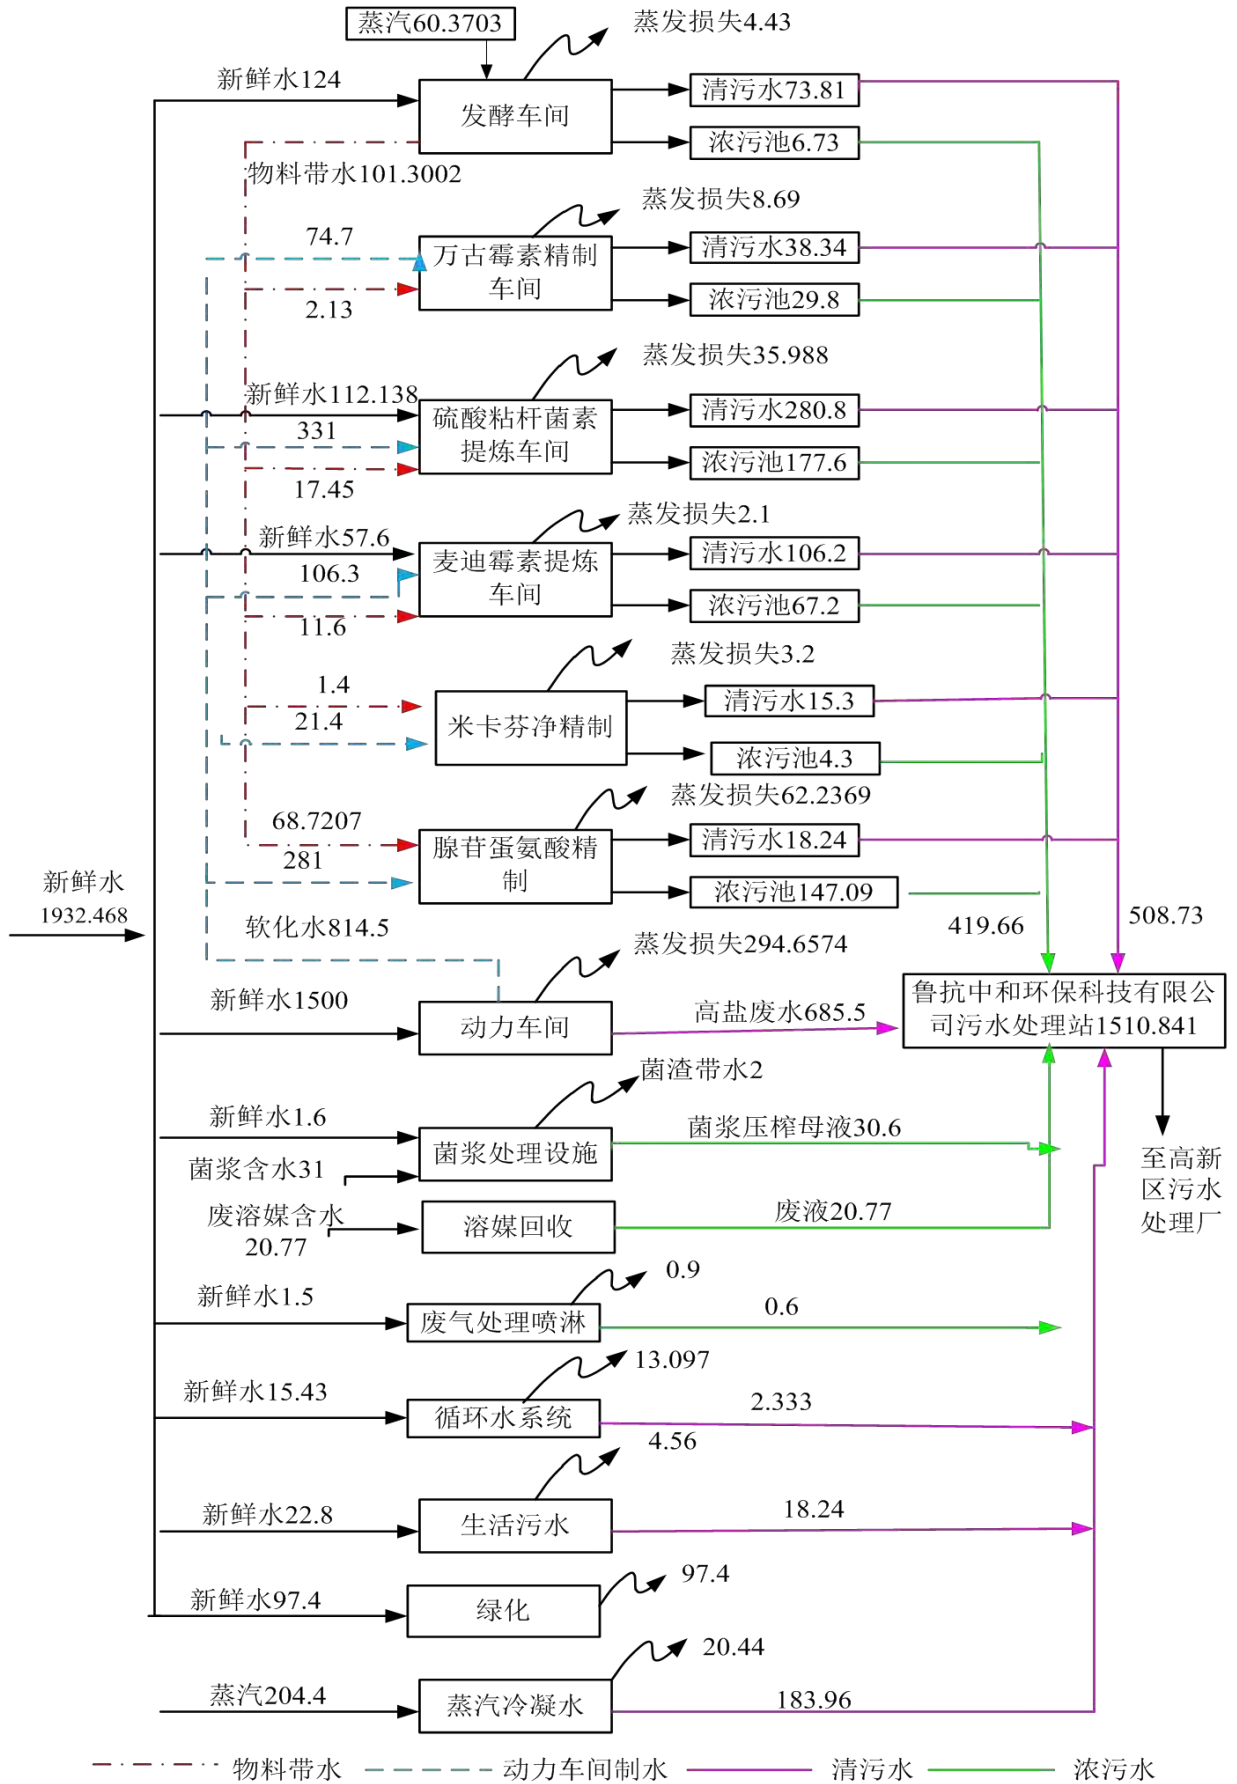 蒸汽60.3703
蒸发损失4.43
新鲜水124
发酵车间
清污水73.81
浓污池6.73
物料带水101.3002
蒸发损失8.69
74.7
万古霉素精制
车间
清污水38.34
浓污池29.8
2.13
蒸发损失35.988
新鲜水112.138
硫酸粘杆菌素
提炼车间
清污水280.8
331
浓污池177.6
17.45
蒸发损失2.1
新鲜水57.6
麦迪霉素提炼
车间
清污水106.2
106.3
浓污池67.2
11.6
蒸发损失3.2
1.4
米卡芬净精制
清污水15.3
21.4
浓污池4.3
蒸发损失62.2369
68.7207
腺苷蛋氨酸精
制
清污水18.24
281
浓污池147.09
新鲜水
1932.468
软化水814.5
419.66
508.73
蒸发损失294.6574
新鲜水1500
动力车间
高盐废水685.5
鲁抗中和环保科技有限公
司污水处理站1510.841
菌渣带水2
新鲜水1.6
菌浆处理设施
菌浆压榨母液30.6
菌浆含水31
至高新
区污水
处理厂
废溶媒含水
20.77
溶媒回收
废液20.77
0.9
新鲜水1.5
废气处理喷淋
0.6
13.097
新鲜水15.43
循环水系统
2.333
4.56
新鲜水22.8
生活污水
18.24
97.4
新鲜水97.4
绿化
20.44
蒸汽204.4
蒸汽冷凝水
183.96
物料带水
动力车间制水
清污水
浓污水